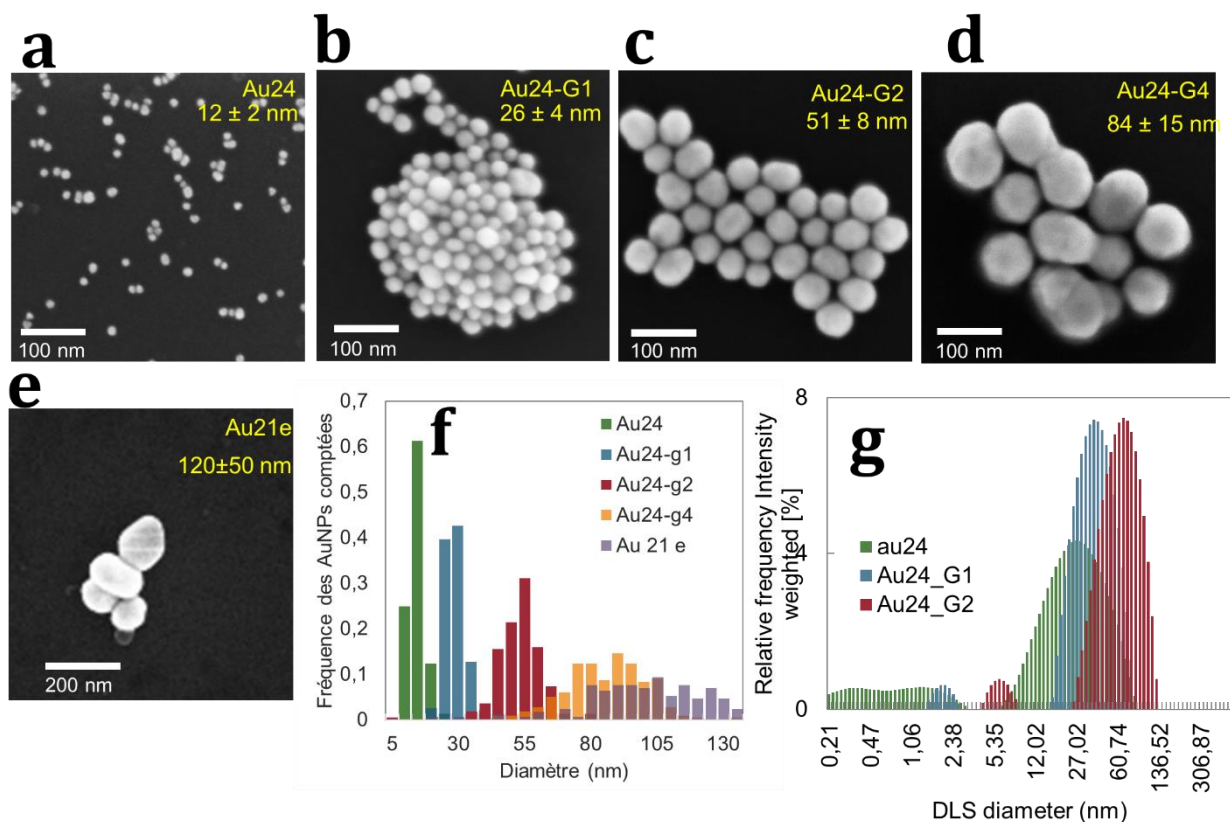 a
Au24
12 ± 2 nm
100 nm
b
Au24-G1
26 ± 4 nm
100 nm
c
Au24-G2
51 ± 8 nm
100 nm
d
Au24-G4
84 ± 15 nm
100 nm
e
Au21e
120±50 nm
200 nm
f
Fréquence des AuNPs comptées
0,7
0,6
0,5
0,4
0,3
0,2
0,1
0
Au24
Au24-g1
Au24-g2
Au24-g4
Au 21 e
5 30 55 80 105 130
Diamètre (nm)
g
Relative frequency Intensity
weighted [%]
8
4
0
au24
Au24_G1
Au24_G2
0,21
0,47
1,06
2,38
5,35
12,02
27,02
60,74
136,52
306,87
DLS diameter (nm)